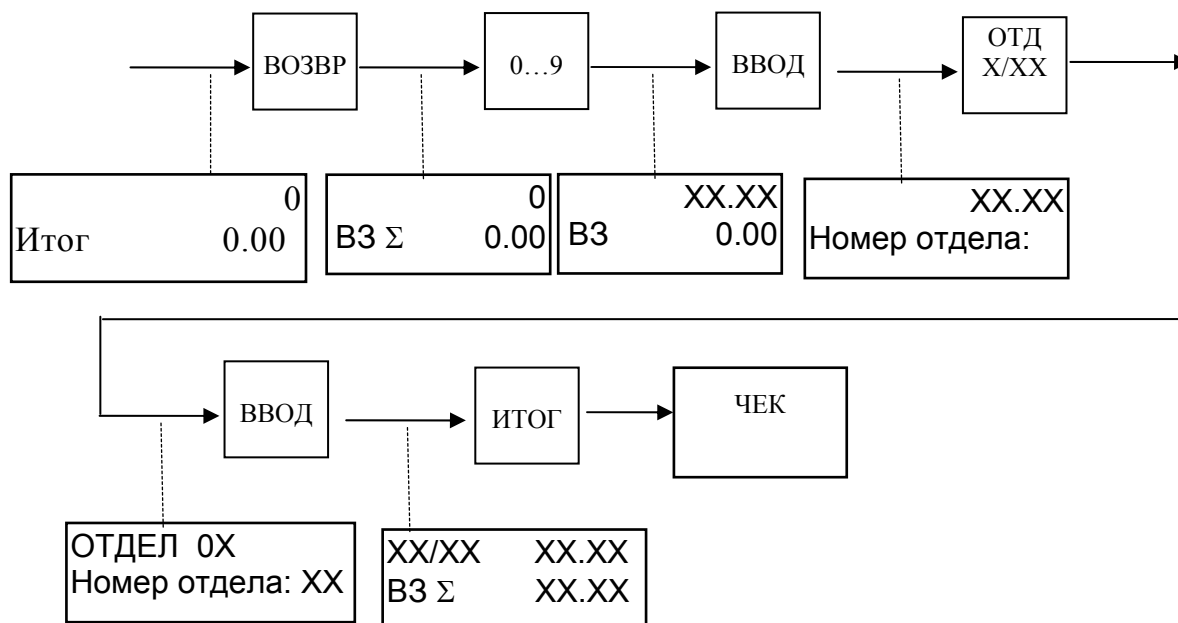 ВОЗВР
0…9
ВВОД
ОТД
Х/ХХ
0
Итог 0.00
0
ВЗ Σ 0.00
ХХ.ХХ
ВЗ 0.00
ХХ.ХХ
Номер отдела:
ВВОД
ИТОГ
ЧЕК
ОТДЕЛ 0Х
Номер отдела: ХХ
ХХ/ХХ ХХ.ХХ
ВЗ Σ ХХ.ХХ